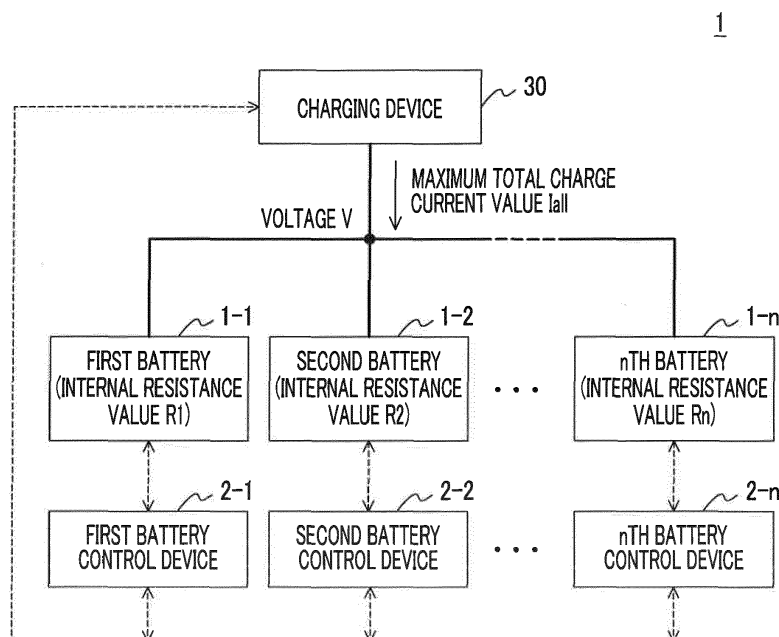 1
30
CHARGING DEVICE
MAXIMUM TOTAL CHARGE
CURRENT VALUE Iall
VOLTAGE V
1-1
1-2
1-n
FIRST BATTERY
(INTERNAL RESISTANCE
VALUE R1)
SECOND BATTERY
(INTERNAL RESISTANCE
VALUE R2)
• • •
nTH BATTERY
(INTERNAL RESISTANCE
VALUE Rn)
2-1
2-2
2-n
FIRST BATTERY
CONTROL DEVICE
SECOND BATTERY
CONTROL DEVICE
• • •
nTH BATTERY
CONTROL DEVICE